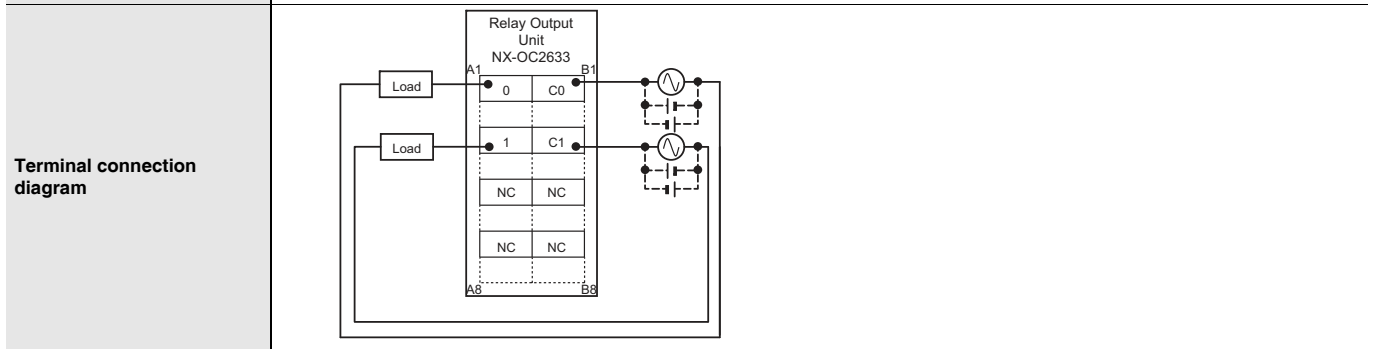 Terminal connection
diagram
Relay Output
Unit
NX-OC2633
A1 B1
Load 0 C0
Load 1 C1
NC NC
NC NC
A8 B8